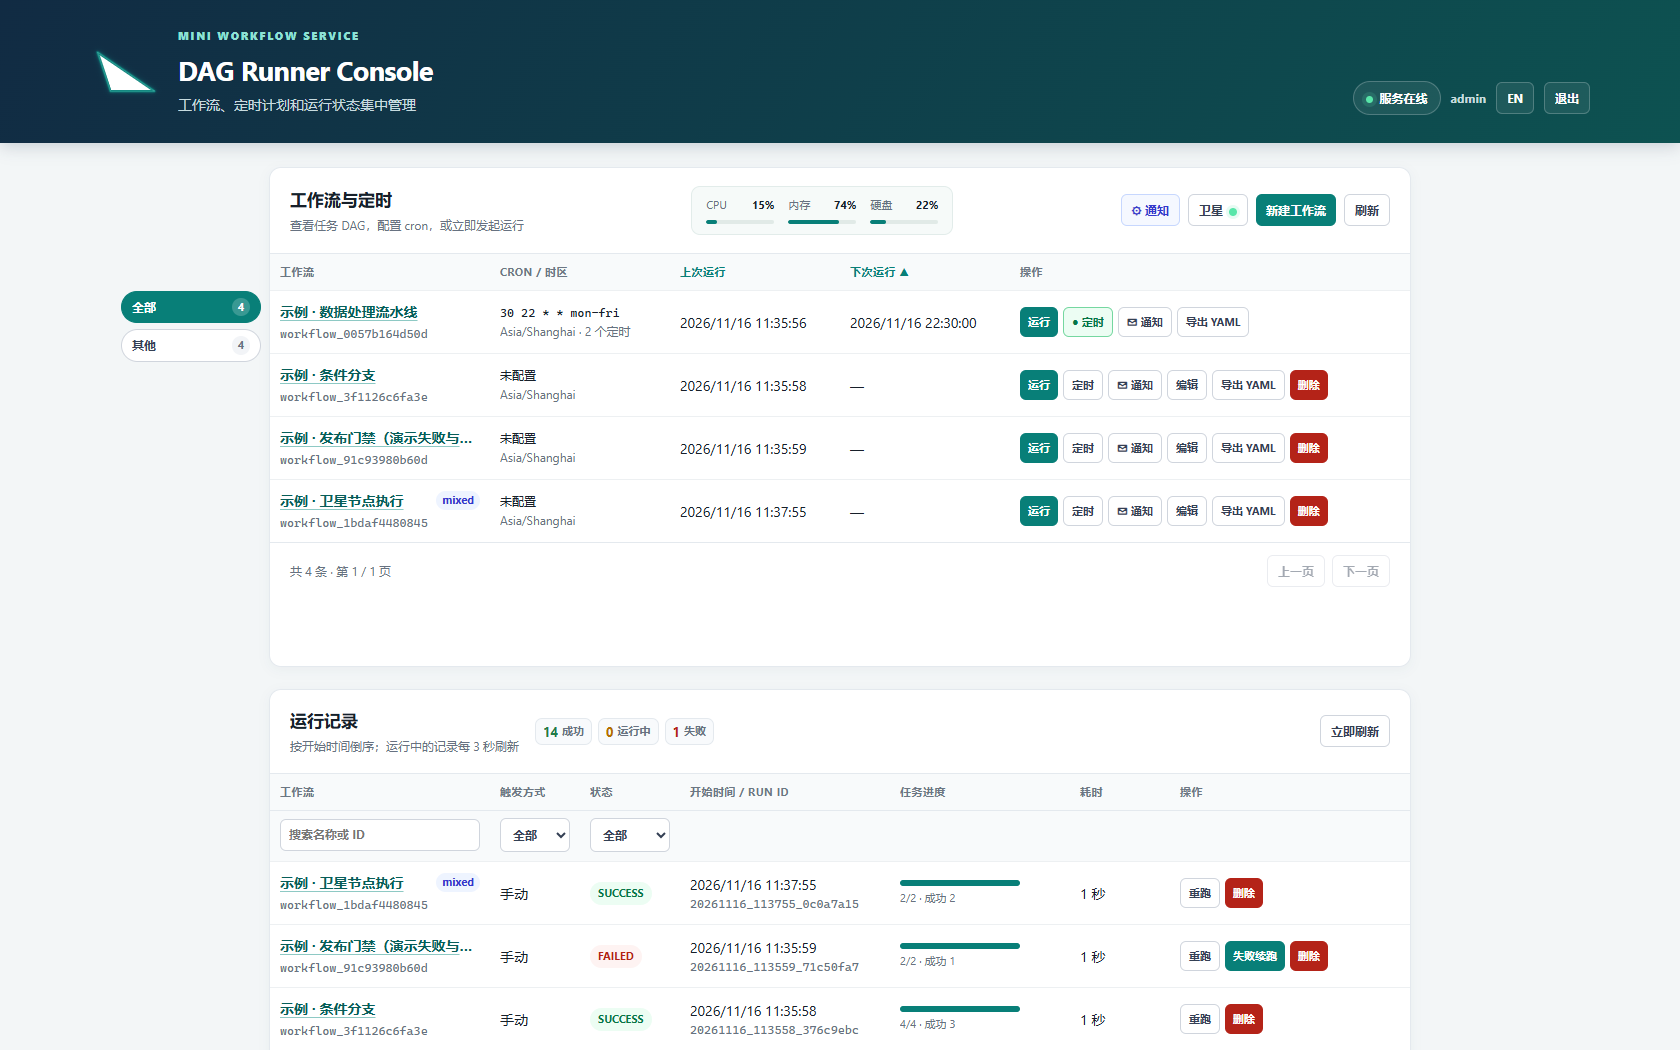 MINI WORKFLOW SERVICE
DAG Runner Console
工作流、定时计划和运行状态集中管理
服务在线 admin EN 退出
工作流与定时
查看任务 DAG，配置 cron，或立即发起运行
CPU 15% 内存 74% 硬盘 22%
⚙ 通知 卫星 新建工作流 刷新
全部 4
其他 4
工作流 CRON / 时区 上次运行 下次运行 ▲ 操作
示例 · 数据处理流水线 30 22 * * mon-fri
workflow_0057b164d50d Asia/Shanghai · 2 个定时 2026/11/16 11:35:56 2026/11/16 22:30:00 运行 ● 定时 ✉ 通知 导出 YAML
示例 · 条件分支 未配置
workflow_3f1126c6fa3e Asia/Shanghai 2026/11/16 11:35:58 — 运行 定时 ✉ 通知 编辑 导出 YAML 删除
示例 · 发布门禁（演示失败与... 未配置
workflow_91c93980b60d Asia/Shanghai 2026/11/16 11:35:59 — 运行 定时 ✉ 通知 编辑 导出 YAML 删除
示例 · 卫星节点执行 mixed 未配置
workflow_1bdaf4480845 Asia/Shanghai 2026/11/16 11:37:55 — 运行 定时 ✉ 通知 编辑 导出 YAML 删除
共 4 条 · 第 1 / 1 页 上一页 下一页
运行记录
按开始时间倒序；运行中的记录每 3 秒刷新
14 成功 0 运行中 1 失败 立即刷新
工作流 触发方式 状态 开始时间 / RUN ID 任务进度 耗时 操作
搜索名称或 ID 全部 全部
示例 · 卫星节点执行 mixed 手动 SUCCESS 2026/11/16 11:37:55 1 秒 重跑 删除
workflow_1bdaf4480845 20261116_113755_0c0a7a15 2/2 · 成功 2
示例 · 发布门禁（演示失败与... 手动 FAILED 2026/11/16 11:35:59 1 秒 重跑 失败续跑 删除
workflow_91c93980b60d 20261116_113559_71c50fa7 2/2 · 成功 1
示例 · 条件分支 手动 SUCCESS 2026/11/16 11:35:58 1 秒 重跑 删除
workflow_3f1126c6fa3e 20261116_113558_376c9ebc 4/4 · 成功 3